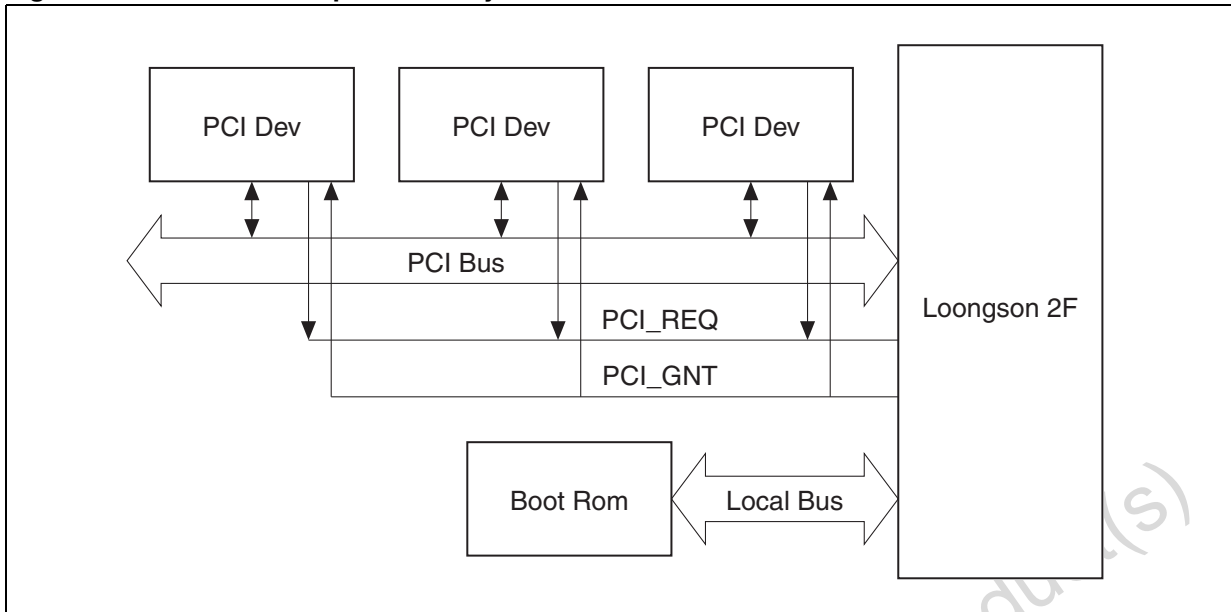 PCI Dev PCI Dev PCI Dev
PCI Bus
Loongson 2F
PCI_REQ
PCI_GNT
Boot Rom Local Bus